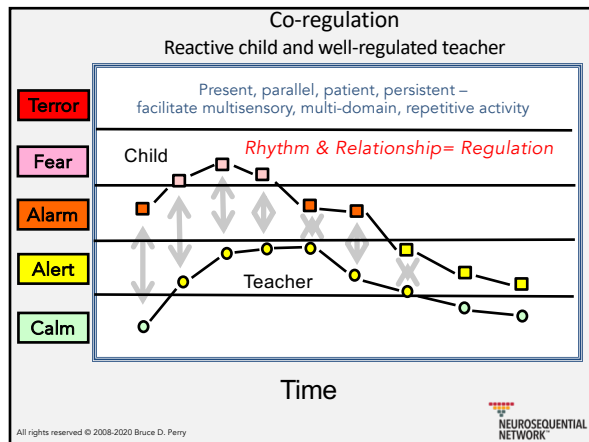 Co-regulation
Reactive child and well-regulated teacher
Present, parallel, patient, persistent –
facilitate multisensory, multi-domain, repetitive activity
Terror
Rhythm & Relationship= Regulation
Child
Fear
Alarm
Alert
Teacher
Calm
Time
All rights reserved © 2008-2020 Bruce D. Perry
NEUROSEQUENTIAL
NETWORK™